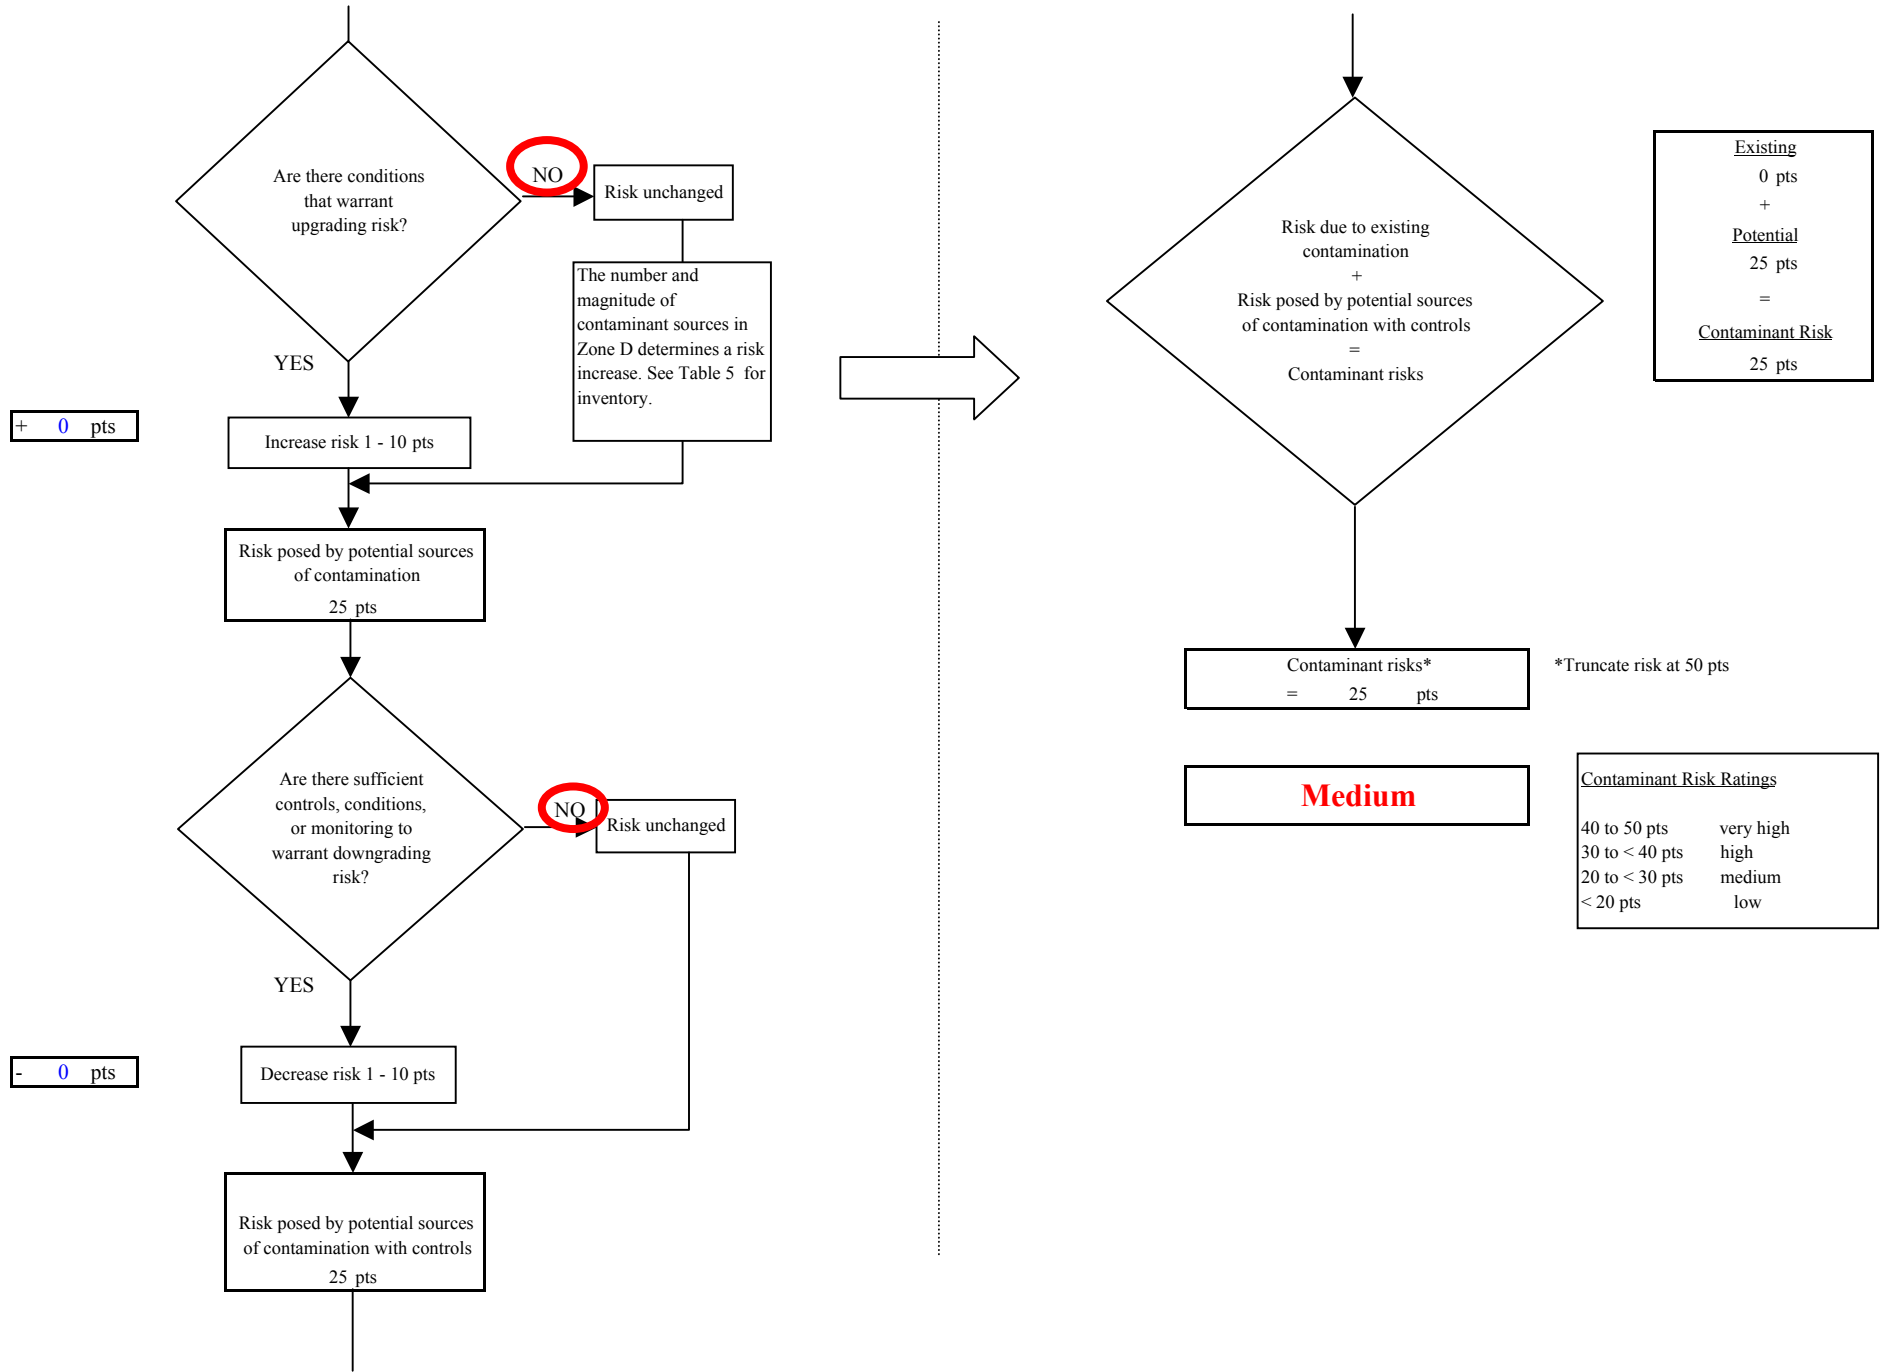 Are there conditions
that warrant
upgrading risk?
NO
Risk unchanged
The number and
magnitude of
contaminant sources in
Zone D determines a risk
increase. See Table 5 for
inventory.
YES
+ 0 pts
Increase risk 1 - 10 pts
Risk posed by potential sources
of contamination
25 pts
Are there sufficient
controls, conditions,
or monitoring to
warrant downgrading
risk?
NO
Risk unchanged
YES
- 0 pts
Decrease risk 1 - 10 pts
Risk posed by potential sources
of contamination with controls
25 pts
Risk due to existing
contamination
+
Risk posed by potential sources
of contamination with controls
=
Contaminant risks
Existing
0 pts
+
Potential
25 pts
=
Contaminant Risk
25 pts
Contaminant risks*
= 25 pts
*Truncate risk at 50 pts
Medium
Contaminant Risk Ratings
40 to 50 pts very high
30 to < 40 pts high
20 to < 30 pts medium
< 20 pts low